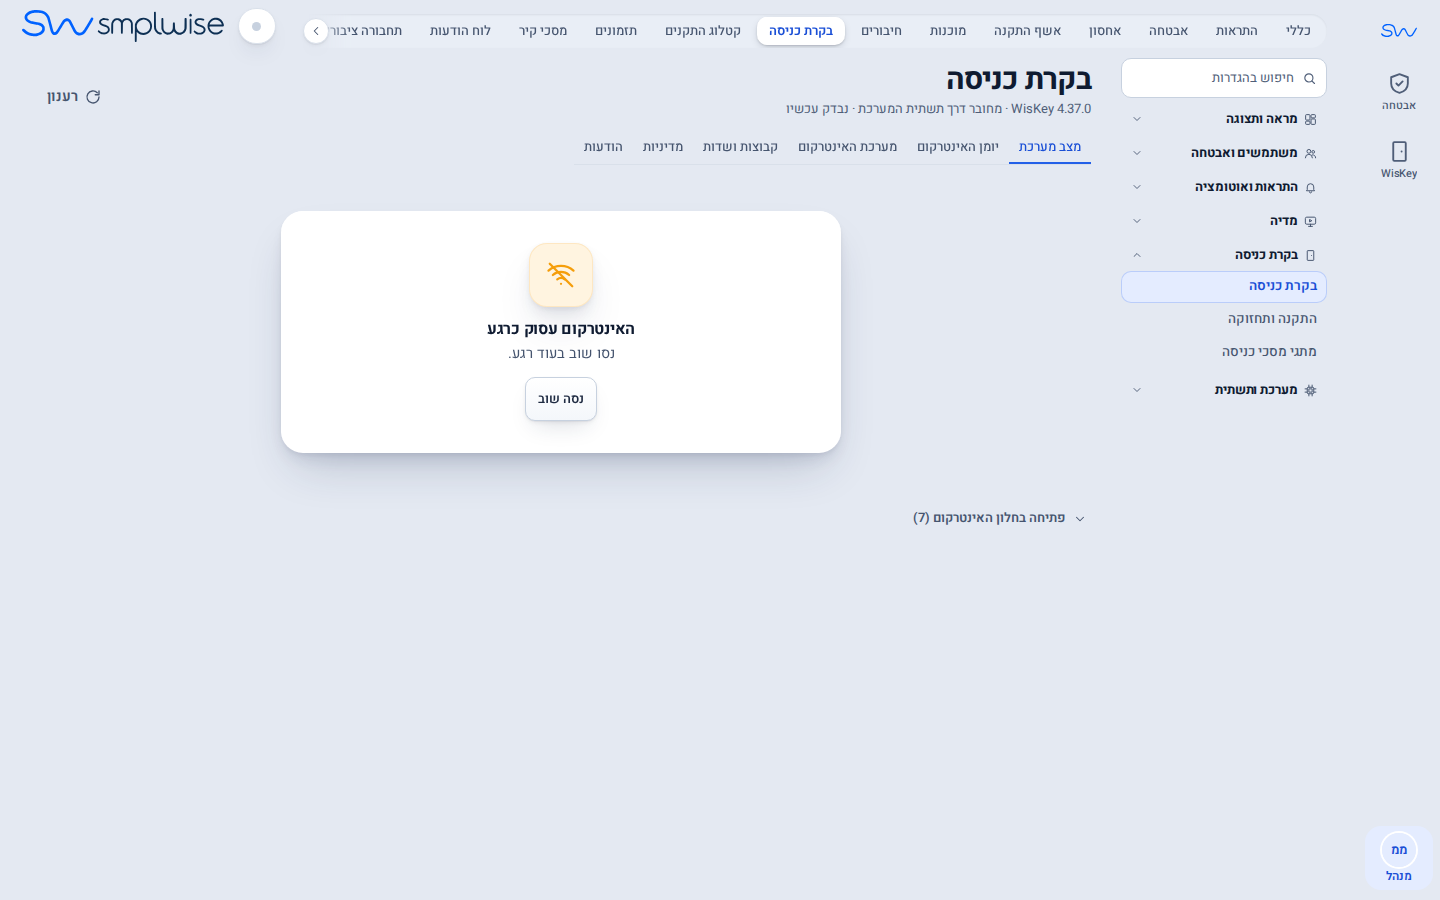 כללי
התראות
אבטחה
אחסון
אשף התקנה
מוכנות
חיבורים
בקרת כניסה
קטלוג התקנים
תזמונים
מסכי קיר
לוח הודעות
תחבורה ציבור
smplwise
אבטחה
WisKey
חיפוש בהגדרות
מראה ותצוגה
משתמשים ואבטחה
התראות ואוטומציה
מדיה
בקרת כניסה
בקרת כניסה
התקנה ותחזוקה
מתגי מסכי כניסה
מערכת ותשתית
בקרת כניסה
WisKey 4.37.0 · מחובר דרך תשתית המערכת · נבדק עכשיו
רענון
מצב מערכת
יומן האינטרקום
מערכת האינטרקום
קבוצות ושדות
מדיניות
הודעות
האינטרקום עסוק כרגע
נסו שוב בעוד רגע.
נסה שוב
פתיחה בחלון האינטרקום (7)
ממ
מנהל